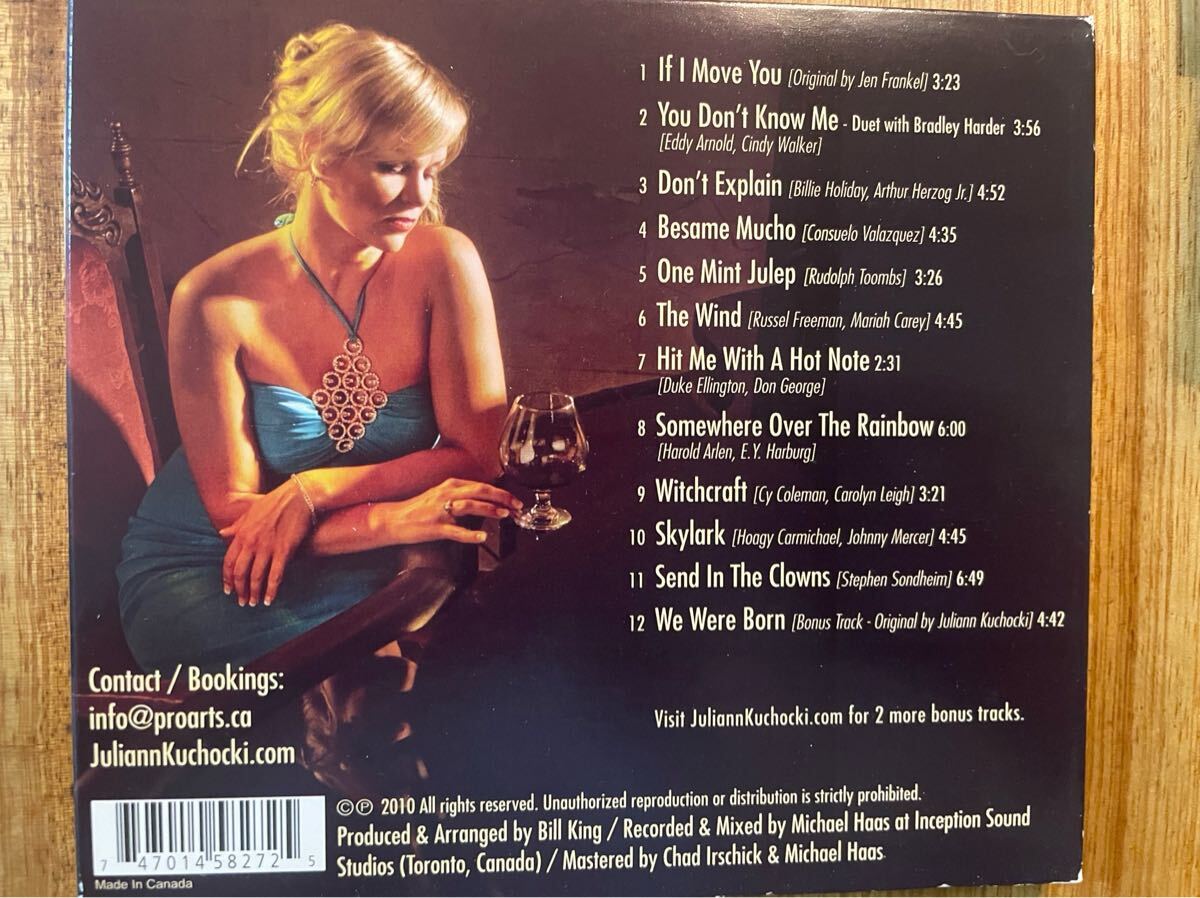 1 If I Move You [Original by Jen Frankel] 3:23
2 You Don't Know Me - Duet with Bradley Harder 3:56
[Eddy Arnold, Cindy Walker]
3 Don't Explain [Billie Holiday, Arthur Herzog Jr.] 4:52
4 Besame Mucho [Consuelo Valazquez] 4:35
5 One Mint Julep [Rudolph Toombs] 3:26
6 The Wind [Russel Freeman, Mariah Carey] 4:45
7 Hit Me With A Hot Note 2:31
[Duke Ellington, Don George]
8 Somewhere Over The Rainbow 6:00
[Harold Arlen, E.Y. Harburg]
9 Witchcraft [Cy Coleman, Carolyn Leigh] 3:21
10 Skylark [Hoagy Carmichael, Johnny Mercer] 4:45
11 Send In The Clowns [Stephen Sondheim] 6:49
12 We Were Born [Bonus Track - Original by Juliann Kuchocki] 4:42
Contact / Bookings:
info@proarts.ca
JuliannKuchocki.com
Visit JuliannKuchocki.com for 2 more bonus tracks.
©℗ 2010 All rights reserved. Unauthorized reproduction or distribution is strictly prohibited.
Produced & Arranged by Bill King / Recorded & Mixed by Michael Haas at Inception Sound
Studios (Toronto, Canada) / Mastered by Chad Irschick & Michael Haas
7 47014 58272 5
Made In Canada